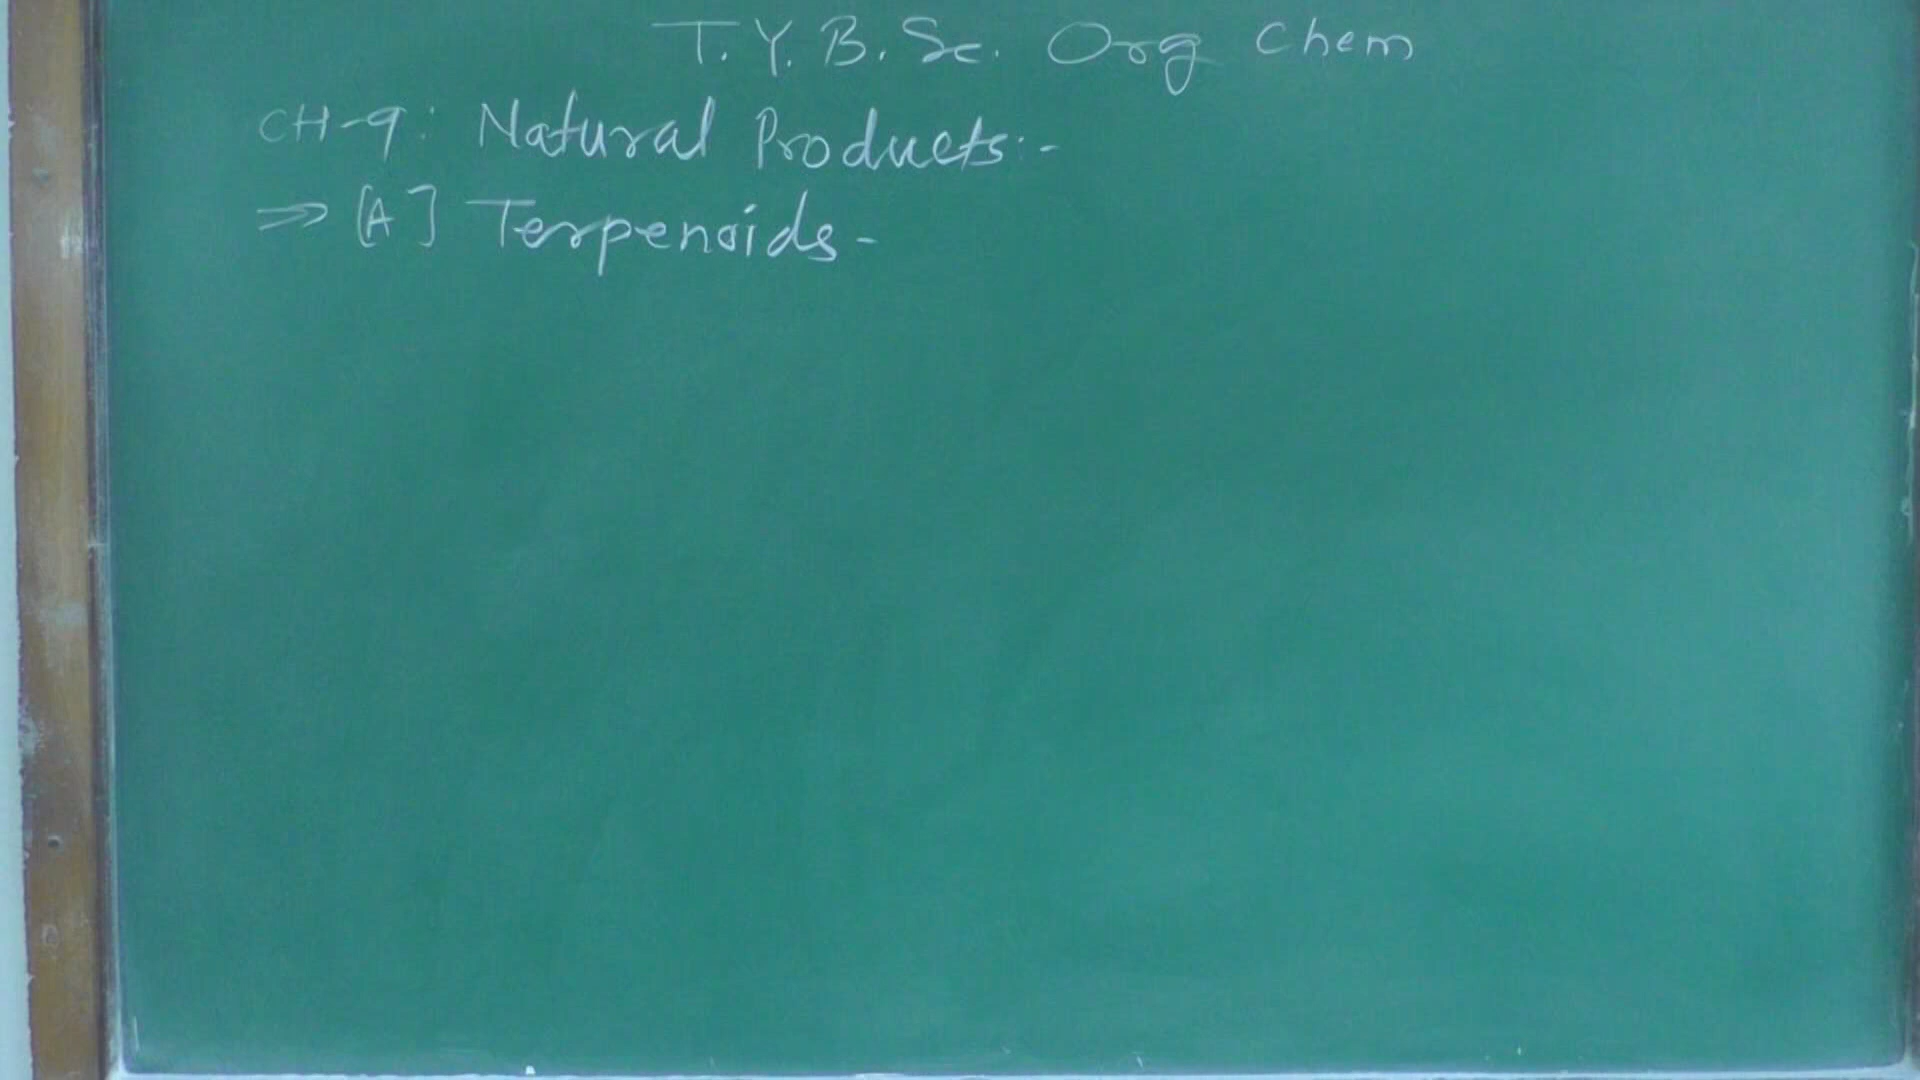 T.Y.B.Sc. Org Chem
CH-9: Natural Products:-
⇒ [A] Terpenoids-